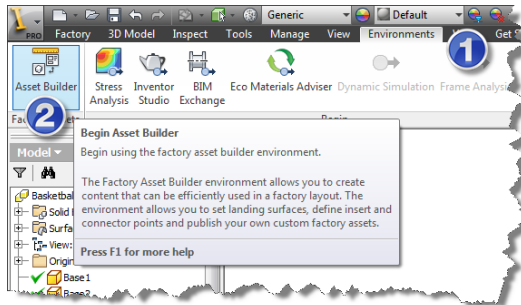 PRO
Generic
Default
Factory 3D Model Inspect Tools Manage View Environments 1 Get S
Asset Builder
Stress Analysis
Inventor Studio
BIM Exchange
Eco Materials Adviser
Dynamic Simulation
Frame Analysis
2
Begin
Begin Asset Builder
Begin using the factory asset builder environment.
The Factory Asset Builder environment allows you to create
content that can be efficiently used in a factory layout. The
environment allows you to set landing surfaces, define insert and
connector points and publish your own custom factory assets.
Press F1 for more help
Model
Basketbal
Solid
Surfa
View:
Origin
Base1
Base2